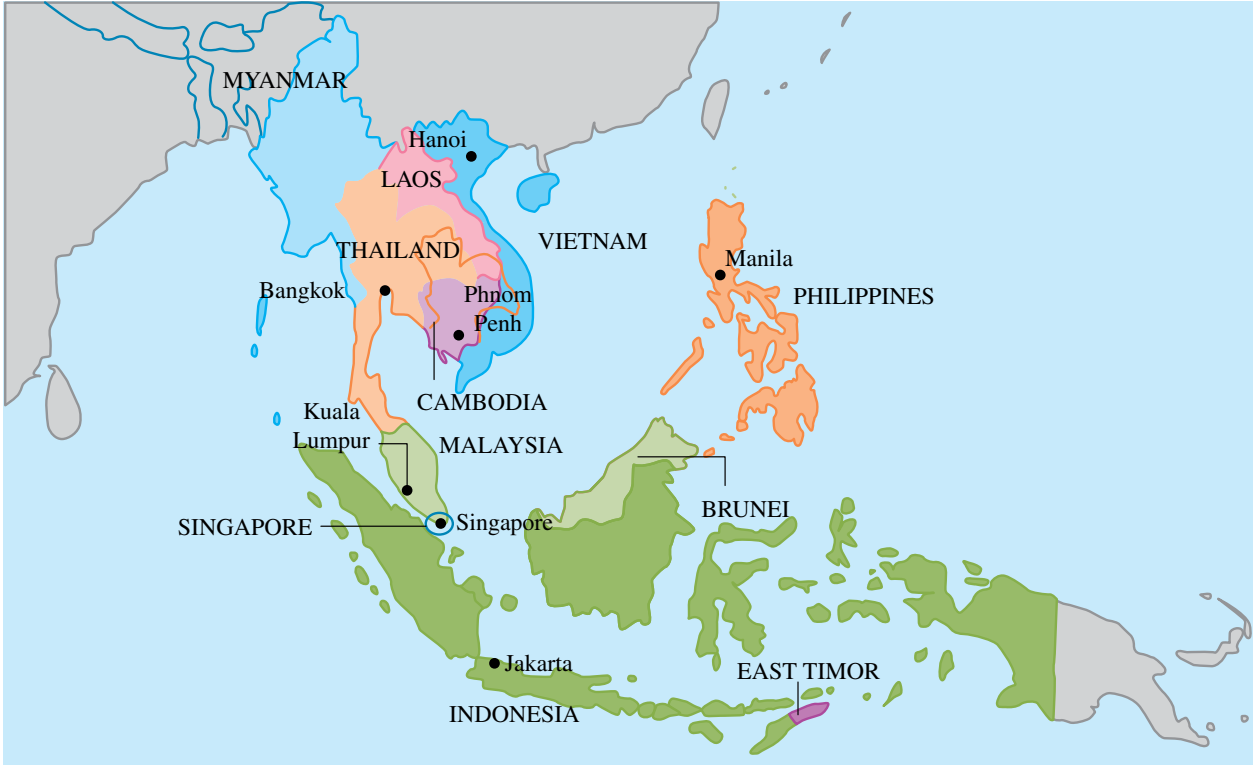 MYANMAR
Hanoi
LAOS
VIETNAM
THAILAND
Manila
Bangkok
Phnom
Penh
PHILIPPINES
CAMBODIA
Kuala
Lumpur
MALAYSIA
BRUNEI
SINGAPORE
Singapore
Jakarta
EAST TIMOR
INDONESIA